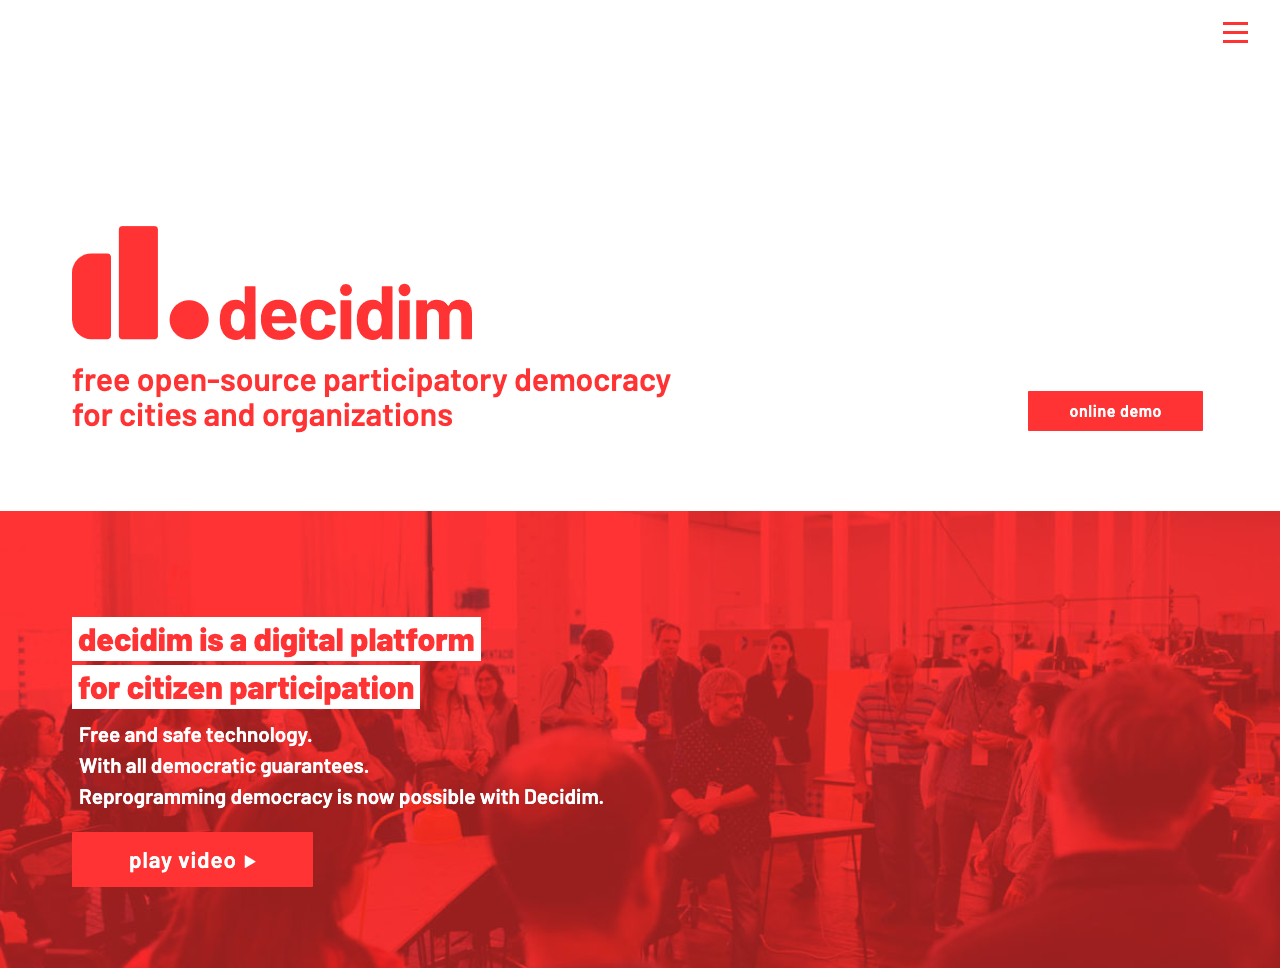 decidim
free open-source participatory democracy
for cities and organizations
online demo
decidim is a digital platform
for citizen participation
Free and safe technology.
With all democratic guarantees.
Reprogramming democracy is now possible with Decidim.
play video